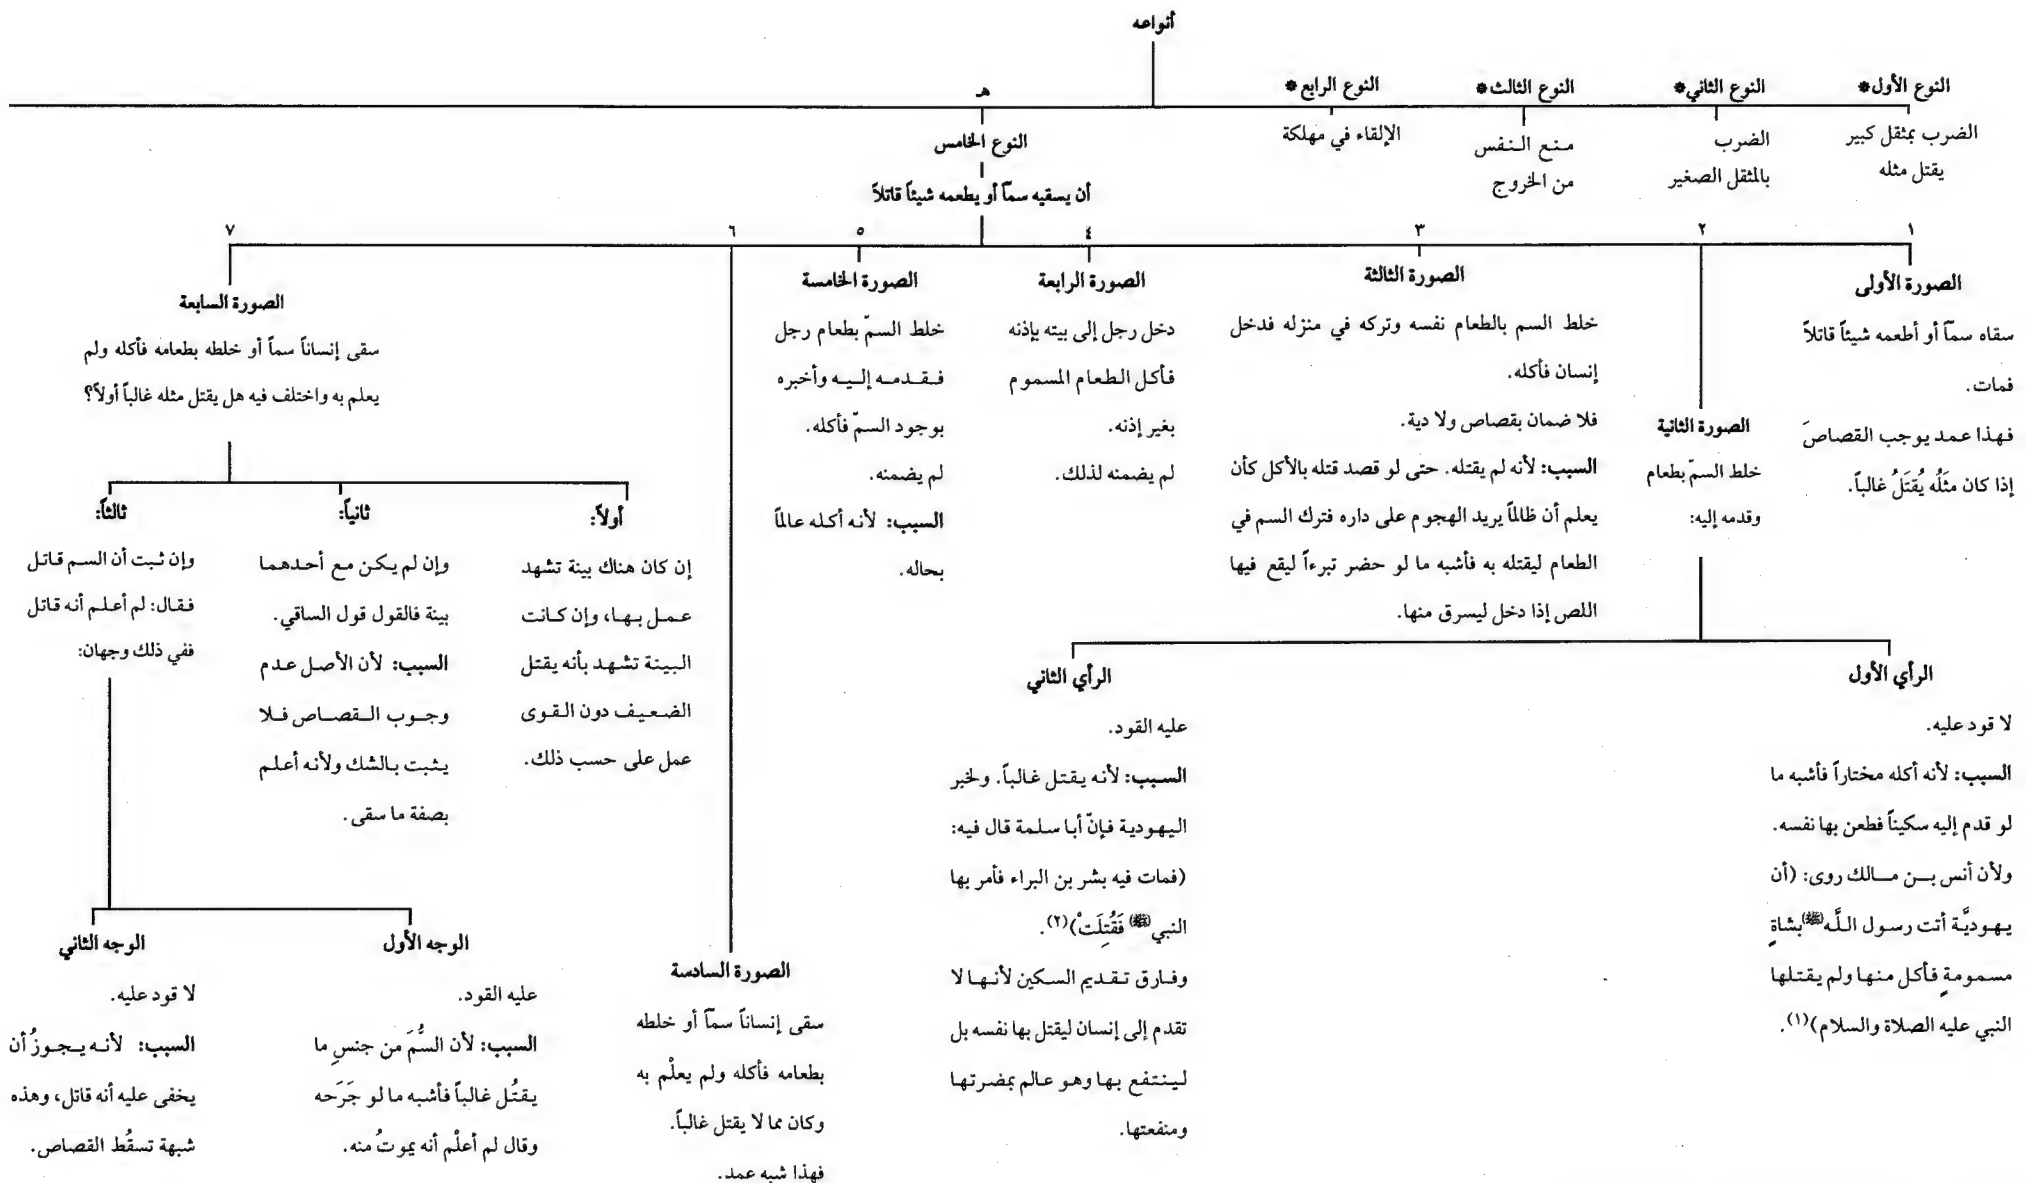 أنواعه
النوع الأول*
الضرب بمثقل كبير
يقتل مثله
النوع الثاني*
الضرب
بالمثقل الصغير
النوع الثالث*
منع النفس
من الخروج
النوع الرابع*
الإلقاء في مهلكة
هـ
النوع الخامس
أن يسقيه سماً أو يطعمه شيئاً قاتلاً
١
الصورة الأولى
سقاه سماً أو أطعمه شيئاً قاتلاً
فمات.
فهذا عمد يوجب القصاصَ
إذا كان مثلُه يُقتَلُ غالباً.
٢
الصورة الثانية
خلط السمّ بطعام
وقدمه إليه:
الرأي الأول
لا قود عليه.
السبب: لأنه أكله مختاراً فأشبه ما
لو قدم إليه سكيناً فطعن بها نفسه.
ولأن أنس بن مالك روى: (أن
يهوديَّة أتت رسول اللَّه ﷺ بشاةٍ
مسمومةٍ فأكل منها ولم يقتلها
النبي عليه الصلاة والسلام)(١).
الرأي الثاني
عليه القود.
السبب: لأنه يقتل غالباً. ولخبر
اليهودية فإنّ أبا سلمة قال فيه:
(فمات فيه بشر بن البراء فأمر بها
النبي ﷺ فَقُتِلَتْ)(٢).
وفارق تقديم السكين لأنها لا
تقدم إلى إنسان ليقتل بها نفسه بل
لينتفع بها وهو عالم بمضرتها
ومنفعتها.
٣
الصورة الثالثة
خلط السم بالطعام نفسه وتركه في منزله فدخل
إنسان فأكله.
فلا ضمان بقصاص ولا دية.
السبب: لأنه لم يقتله. حتى لو قصد قتله بالأكل كأن
يعلم أن ظالماً يريد الهجوم على داره فترك السم في
الطعام ليقتله به فأشبه ما لو حضر تبرءاً ليقع فيها
اللص إذا دخل ليسرق منها.
٤
الصورة الرابعة
دخل رجل إلى بيته بإذنه
فأكل الطعام المسموم
بغير إذنه.
لم يضمنه لذلك.
٥
الصورة الخامسة
خلط السمّ بطعام رجل
فقدمه إليه وأخبره
بوجود السمّ فأكله.
لم يضمنه.
السبب: لأنه أكله عالماً
بحاله.
٦
الصورة السادسة
سقى إنساناً سماً أو خلطه
بطعامه فأكله ولم يعلْم به
وكان مما لا يقتل غالباً.
فهذا شبه عمد.
٧
الصورة السابعة
سقى إنساناً سماً أو خلطه بطعامه فأكله ولم
يعلم به واختلف فيه هل يقتل مثله غالباً أولاً؟
أولاً:
إن كان هناك بينة تشهد
عمل بها، وإن كانت
البينة تشهد بأنه يقتل
الضعيف دون القوى
عمل على حسب ذلك.
ثانياً:
وإن لم يكن مع أحدهما
بينة فالقول قول الساقي.
السبب: لأن الأصل عدم
وجوب القصاص فلا
يثبت بالشك ولأنه أعلم
بصفة ما سقى.
ثالثاً:
وإن ثبت أن السم قاتل
فقال: لم أعلم أنه قاتل
ففي ذلك وجهان:
الوجه الأول
عليه القود.
السبب: لأن السُّمَ من جنسِ ما
يقتُل غالباً فأشبه ما لو جَرَحه
وقال لم أعلْم أنه يموتُ منه.
الوجه الثاني
لا قود عليه.
السبب: لأنه يجوزُ أن
يخفى عليه أنه قاتل، وهذه
شبهة تسقُط القصاص.